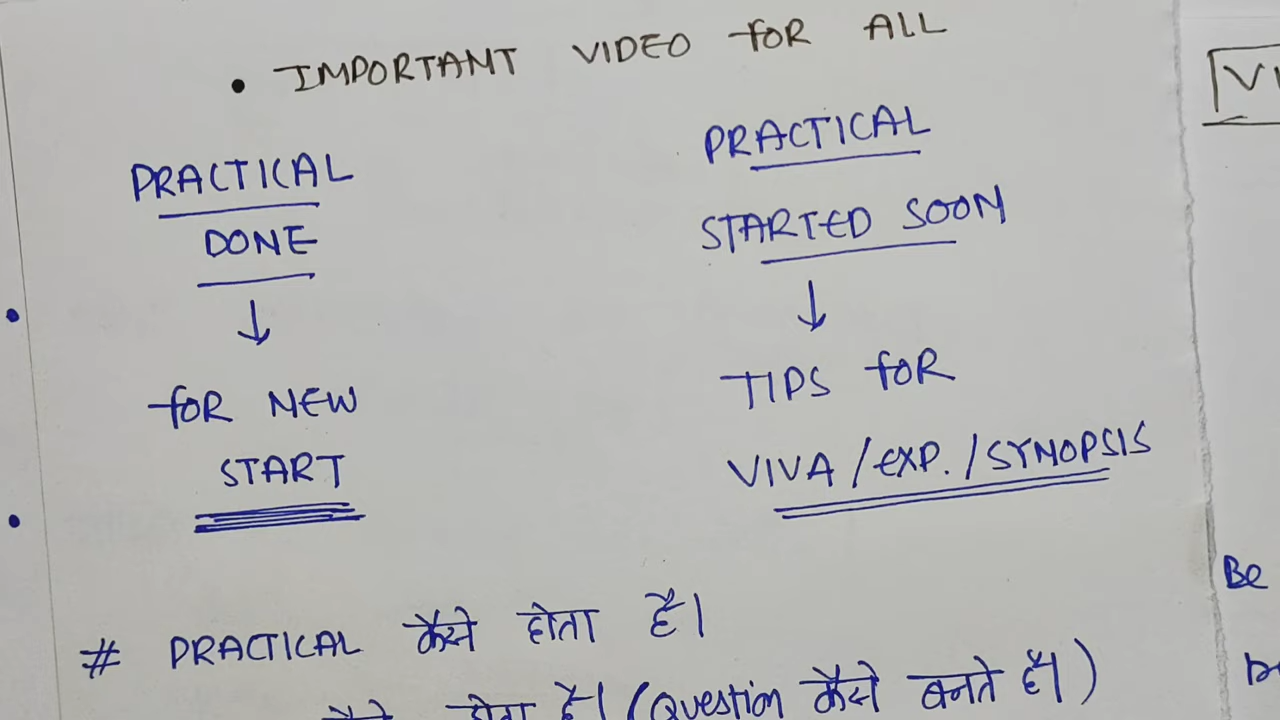 • IMPORTANT VIDEO FOR ALL
PRACTICAL
DONE
↓
FOR NEW
START
PRACTICAL
STARTED SOON
↓
TIPS FOR
VIVA / EXP. / SYNOPSIS
# PRACTICAL कैसे होता है।
कैसे होता है। (Question कैसे बनते हैं।)
Be